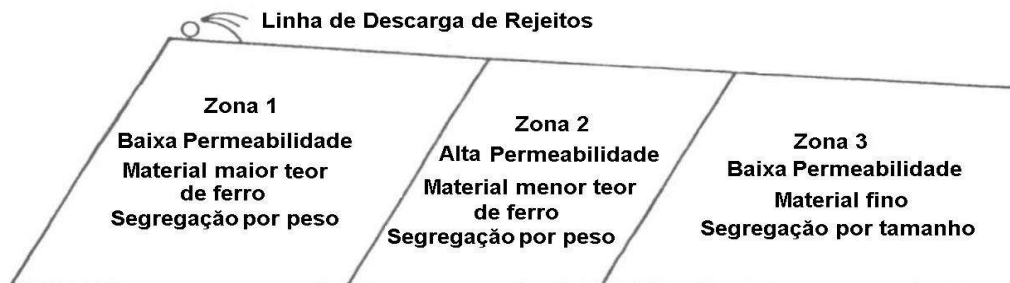 Linha de Descarga de Rejeitos
Zona 1
Baixa Permeabilidade
Material maior teor
de ferro
Segregação por peso
Zona 2
Alta Permeabilidade
Material menor teor
de ferro
Segregação por peso
Zona 3
Baixa Permeabilidade
Material fino
Segregação por tamanho